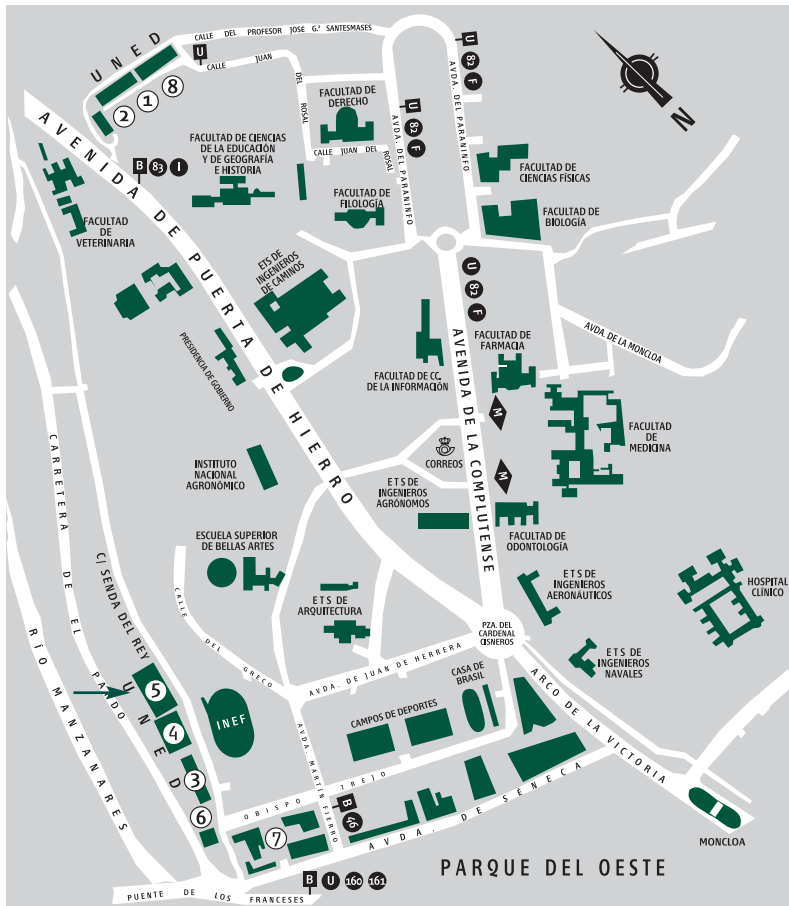 CALLE DEL PROFESOR JOSÉ G.ª SANTESMASES
UNED
U
CALLE JUAN DEL ROSAL
8
1
2
U
82
F
AVDA. DEL PARANINFO
N
FACULTAD DE
DERECHO
U
82
F
AVDA. DEL PARANINFO
CALLE JUAN DEL ROSAL
AVENIDA DE PUERTA DE HIERRO
B 83 I
FACULTAD DE CIENCIAS
DE LA EDUCACIÓN
Y DE GEOGRAFÍA
E HISTORIA
FACULTAD DE
CIENCIAS FÍSICAS
FACULTAD DE
FILOLOGÍA
FACULTAD DE
BIOLOGÍA
FACULTAD
DE
VETERINARIA
ETS DE
INGENIEROS
DE CAMINOS
U
82
F
AVENIDA DE LA COMPLUTENSE
PRESIDENCIA DE GOBIERNO
AVDA. DE LA MONCLOA
FACULTAD DE
FARMACIA
FACULTAD DE CC.
DE LA INFORMACIÓN
M
FACULTAD
DE
MEDICINA
CORREOS
M
INSTITUTO
NACIONAL
AGRONÓMICO
E T S DE
INGENIEROS
AGRÓNOMOS
FACULTAD DE
ODONTOLOGÍA
CARRETERA DE EL PARDO
ESCUELA SUPERIOR
DE BELLAS ARTES
E T S DE
INGENIEROS
AERONÁUTICOS
HOSPITAL
CLÍNICO
C/ SENDA DEL REY
CALLE DEL GRECO
E T S DE
ARQUITECTURA
PZA. DEL
CARDENAL
CISNEROS
E T S DE
INGENIEROS
NAVALES
RÍO MANZANARES
AVDA. DE JUAN DE HERRERA
CASA DE
BRASIL
ARCO DE LA VICTORIA
UNED
5
4
3
6
INEF
CAMPOS DE DEPORTES
AVDA. MARTÍN FIERRO
OBISPO TREJO
B
46
7
AVDA. DE SÉNECA
MONCLOA
PARQUE DEL OESTE
PUENTE DE LOS FRANCESES
B U 160 161